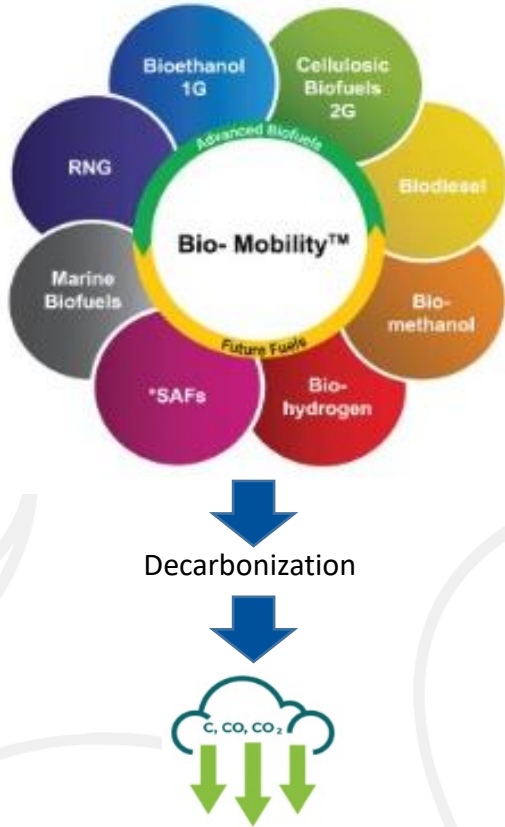 Bioethanol
1G
Cellulosic
Biofuels
2G
Advanced Biofuels
RNG
Biodiesel
Bio- Mobility™
Marine
Biofuels
Bio-
methanol
Future Fuels
*SAFs
Bio-
hydrogen
Decarbonization
C, CO, CO₂